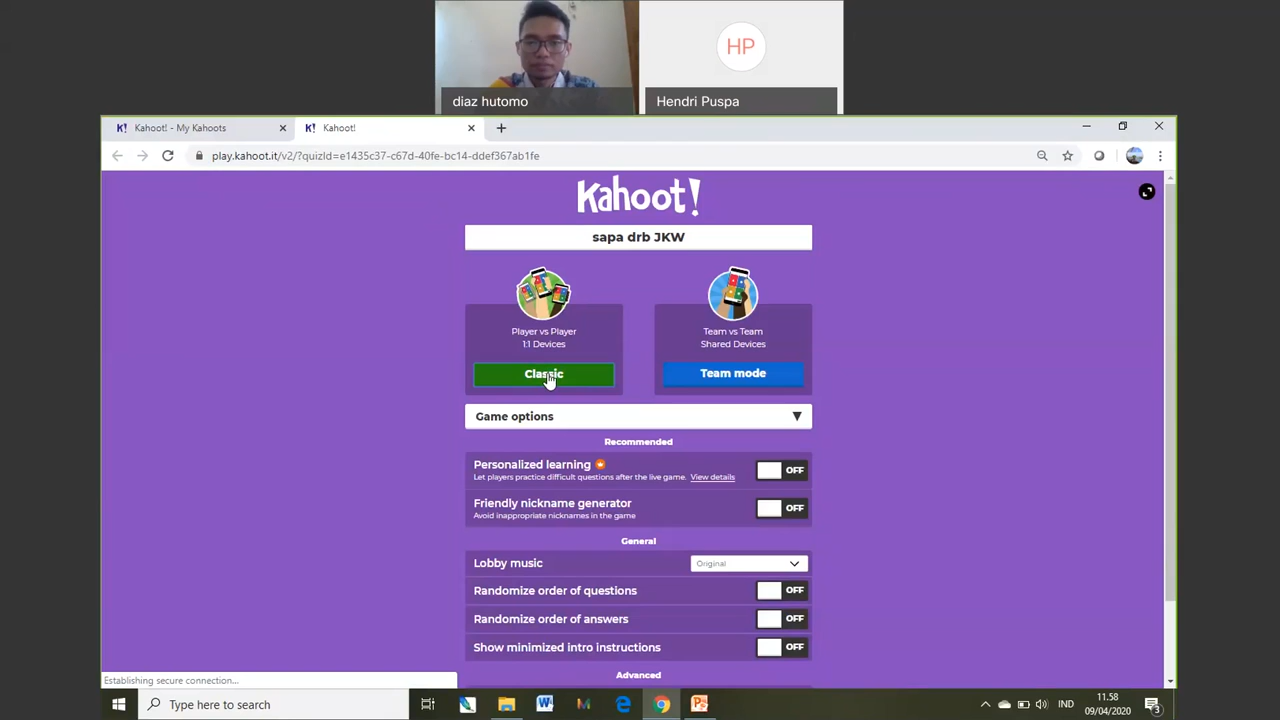 HP
diaz hutomo
Hendri Puspa
K! Kahoot! - My Kahoots
K! Kahoot!
play.kahoot.it/v2/?quizId=e1435c37-c67d-40fe-bc14-ddef367ab1fe
Kahoot!
sapa drb JKW
Player vs Player
1:1 Devices
Classic
Team vs Team
Shared Devices
Team mode
Game options
Recommended
Personalized learning
Let players practice difficult questions after the live game. View details
OFF
Friendly nickname generator
Avoid inappropriate nicknames in the game
OFF
General
Lobby music
Original
Randomize order of questions
OFF
Randomize order of answers
OFF
Show minimized intro instructions
OFF
Advanced
Establishing secure connection...
Type here to search
IND
11.58
09/04/2020
3